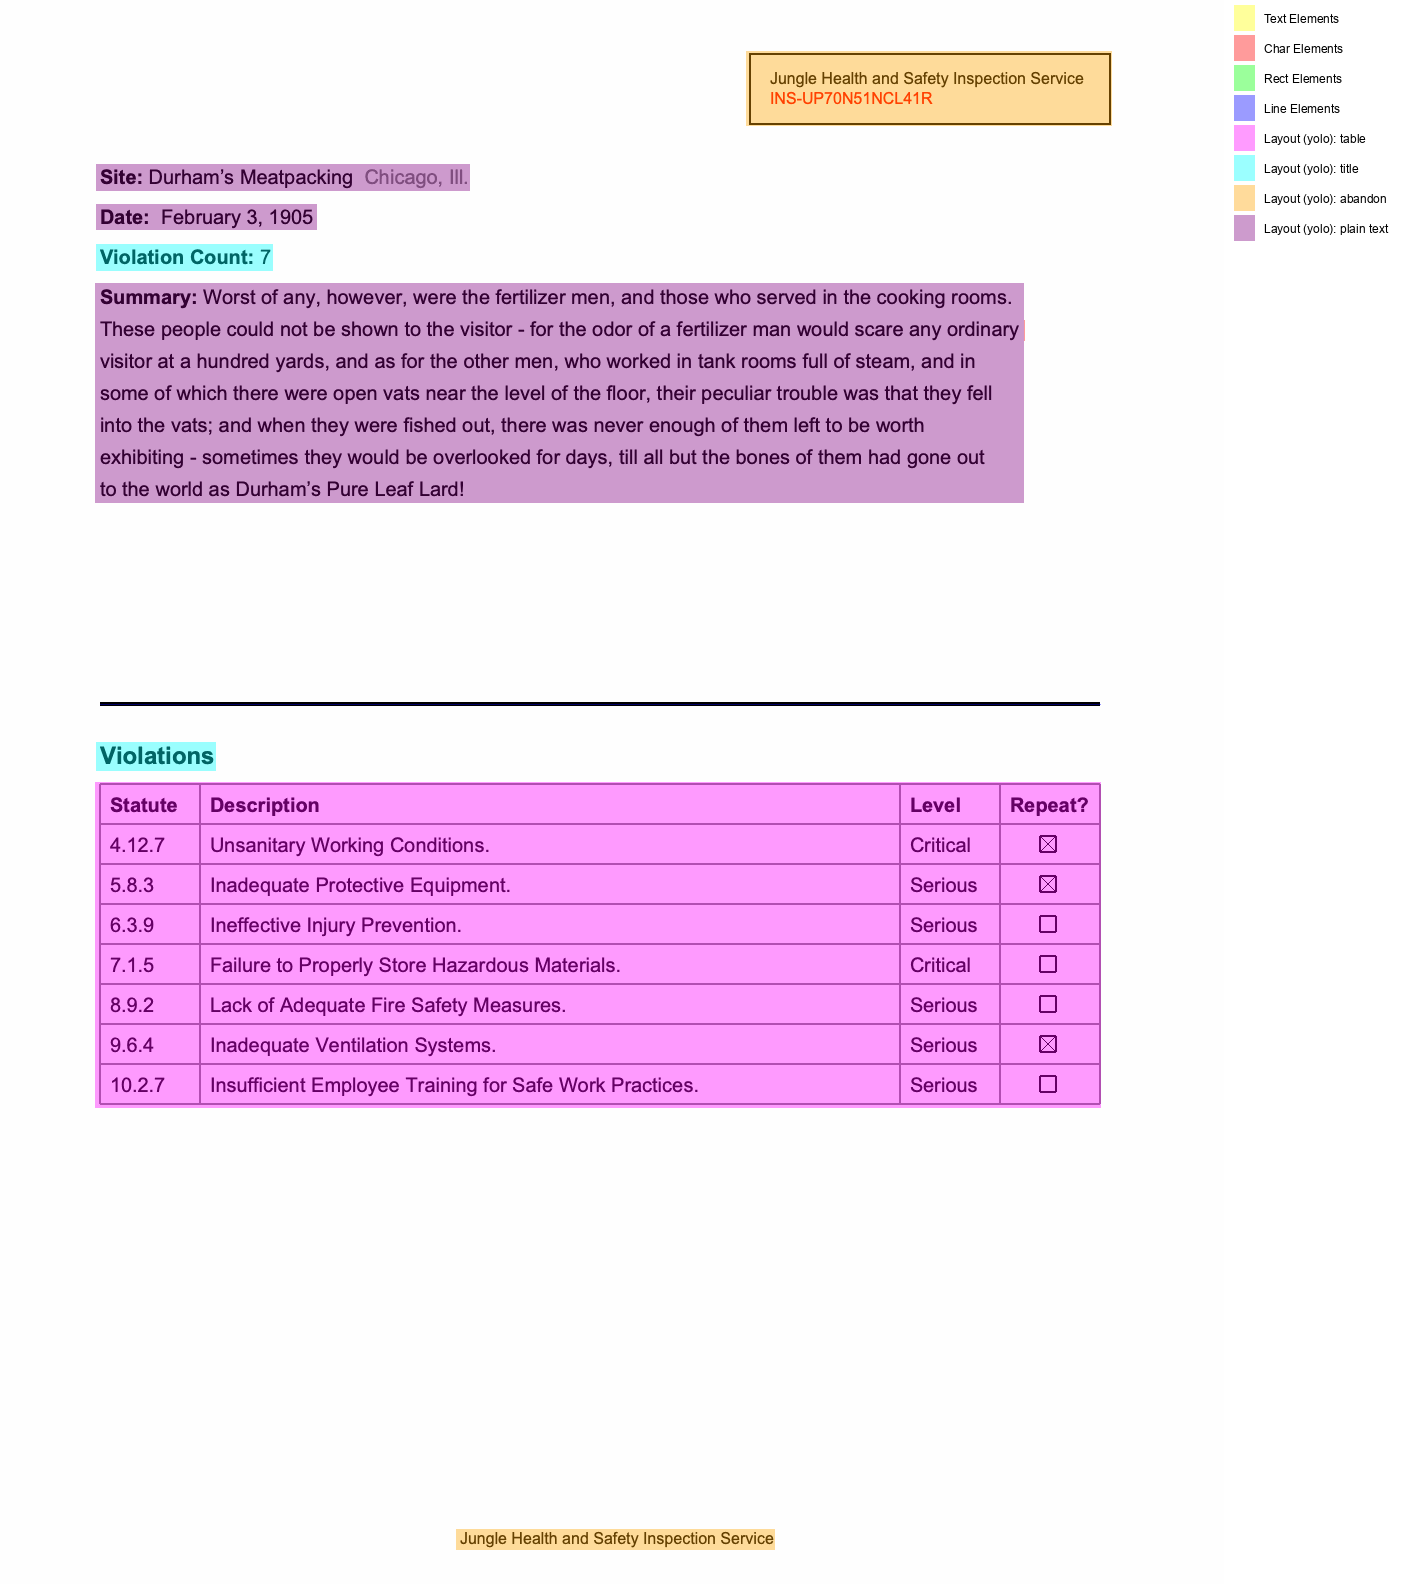 Jungle Health and Safety Inspection Service
INS-UP70N51NCL41R
Site: Durham’s Meatpacking Chicago, Ill.
Date: February 3, 1905
Violation Count: 7
Summary: Worst of any, however, were the fertilizer men, and those who served in the cooking rooms.
These people could not be shown to the visitor - for the odor of a fertilizer man would scare any ordinary
visitor at a hundred yards, and as for the other men, who worked in tank rooms full of steam, and in
some of which there were open vats near the level of the floor, their peculiar trouble was that they fell
into the vats; and when they were fished out, there was never enough of them left to be worth
exhibiting - sometimes they would be overlooked for days, till all but the bones of them had gone out
to the world as Durham’s Pure Leaf Lard!
Violations
Statute Description Level Repeat?
4.12.7 Unsanitary Working Conditions. Critical
5.8.3 Inadequate Protective Equipment. Serious
6.3.9 Ineffective Injury Prevention. Serious
7.1.5 Failure to Properly Store Hazardous Materials. Critical
8.9.2 Lack of Adequate Fire Safety Measures. Serious
9.6.4 Inadequate Ventilation Systems. Serious
10.2.7 Insufficient Employee Training for Safe Work Practices. Serious
Jungle Health and Safety Inspection Service
Text Elements
Char Elements
Rect Elements
Line Elements
Layout (yolo): table
Layout (yolo): title
Layout (yolo): abandon
Layout (yolo): plain text